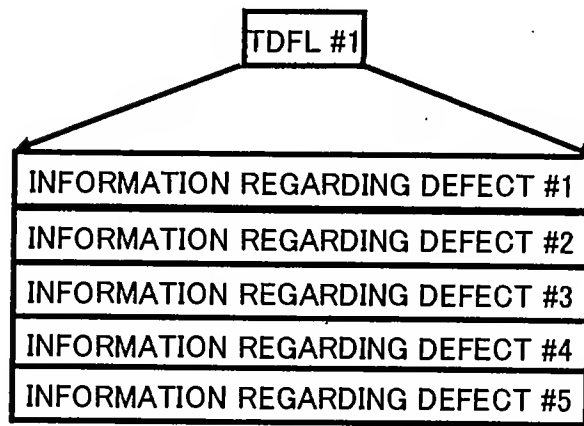 TDFL #1
INFORMATION REGARDING DEFECT #1
INFORMATION REGARDING DEFECT #2
INFORMATION REGARDING DEFECT #3
INFORMATION REGARDING DEFECT #4
INFORMATION REGARDING DEFECT #5